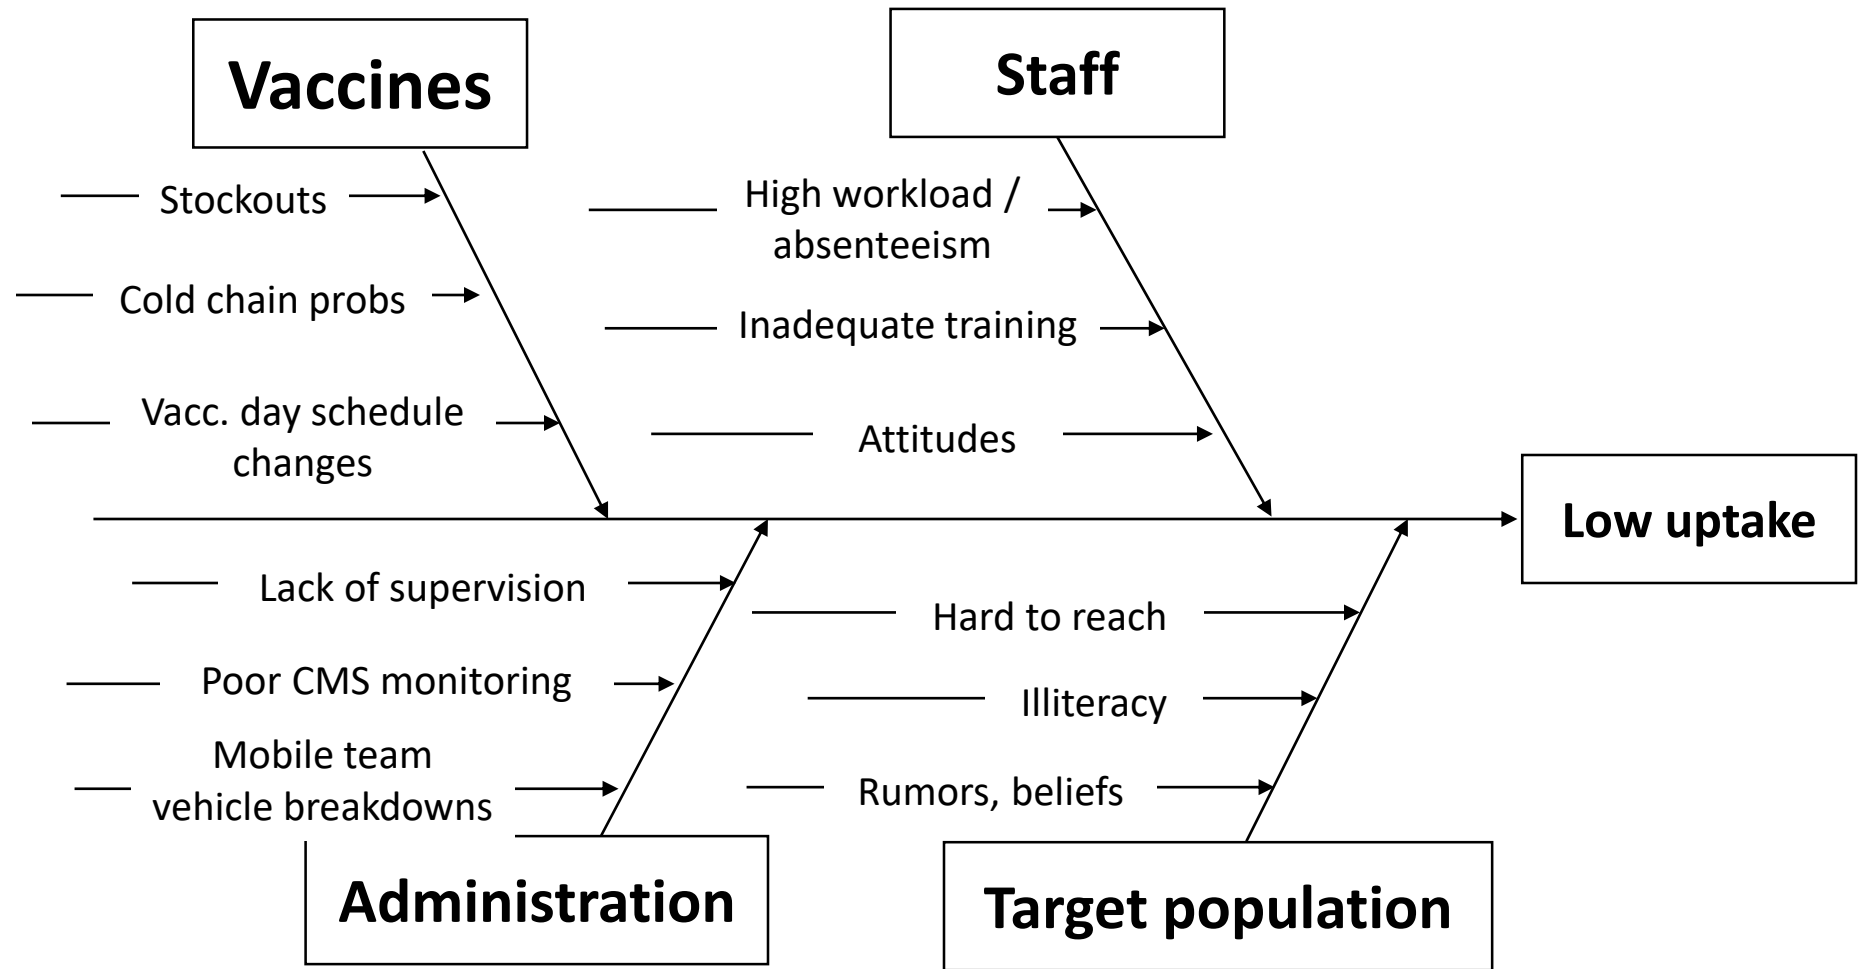 Vaccines
Staff
Stockouts
High workload /
absenteeism
Cold chain probs
Inadequate training
Vacc. day schedule
changes
Attitudes
Low uptake
Lack of supervision
Hard to reach
Poor CMS monitoring
Illiteracy
Mobile team
vehicle breakdowns
Rumors, beliefs
Administration
Target population